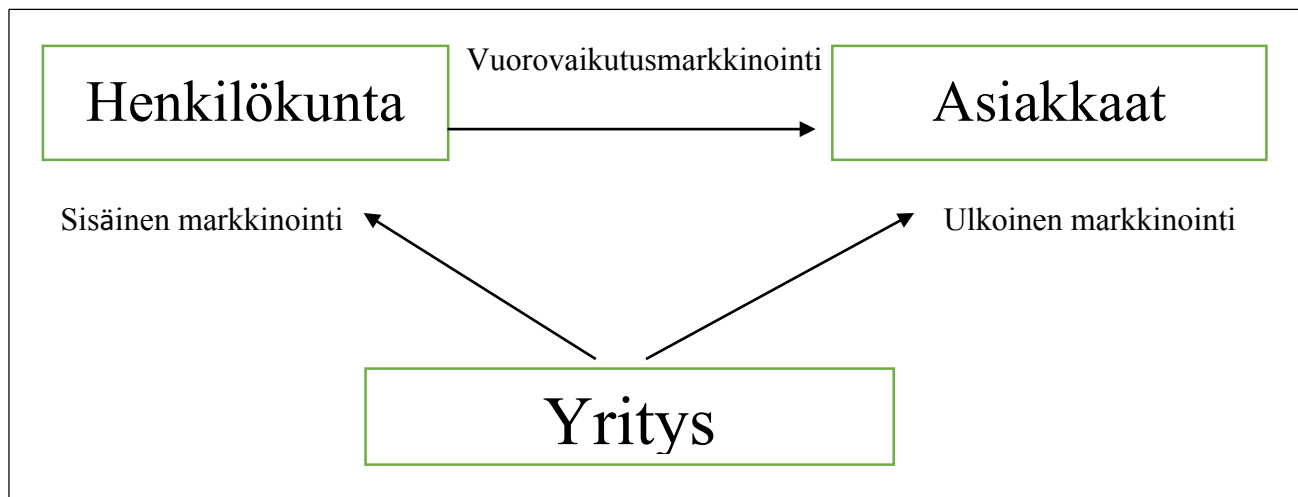 Vuorovaikutusmarkkinointi
Henkilökunta
Asiakkaat
Sisäinen markkinointi
Ulkoinen markkinointi
Yritys